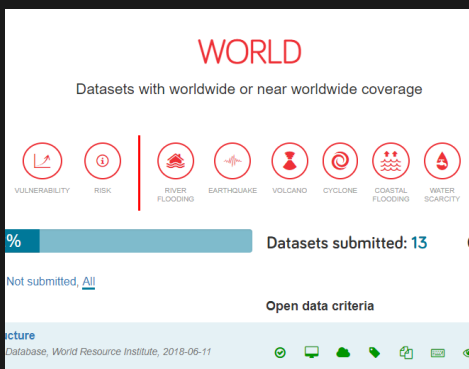 WORLD
Datasets with worldwide or near worldwide coverage
VULNERABILITY RISK RIVER FLOODING EARTHQUAKE VOLCANO CYCLONE COASTAL FLOODING WATER SCARCITY
% Datasets submitted: 13
Not submitted, All
Open data criteria
ucture
Database, World Resource Institute, 2018-06-11